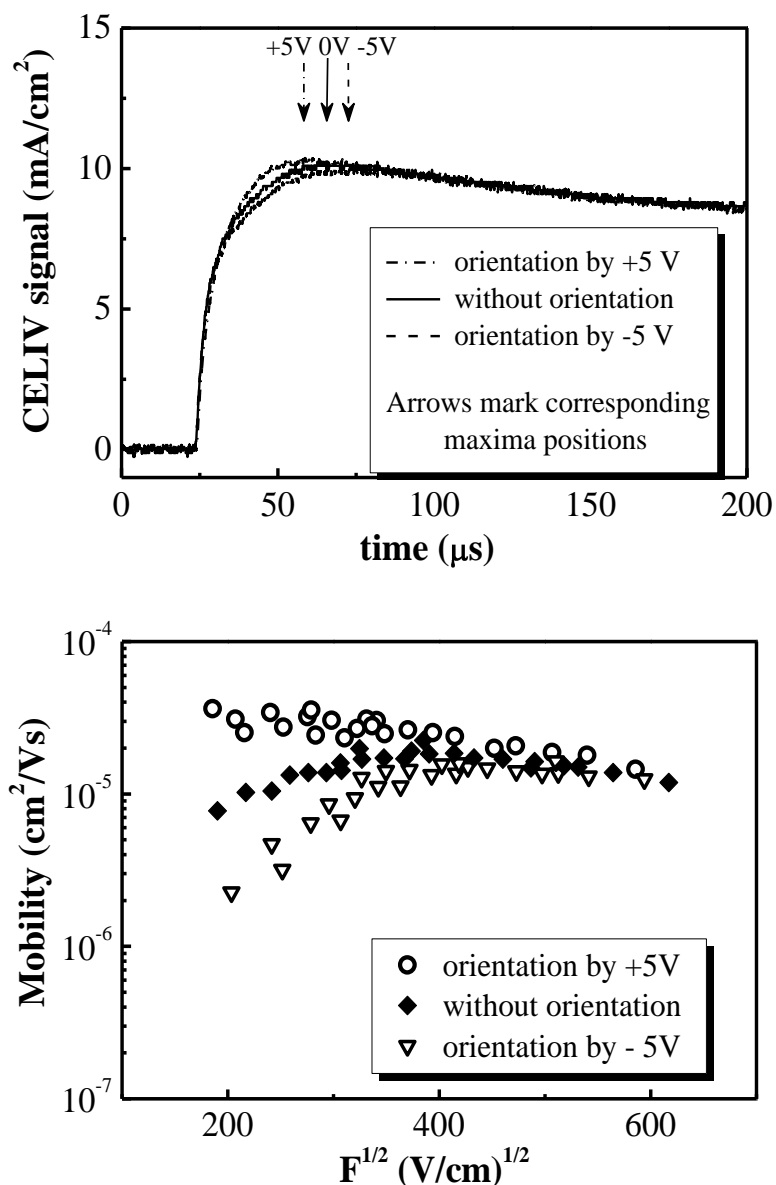 15
+5V 0V -5V
10
5
0
CELIV signal (mA/cm²)
orientation by +5 V
without orientation
orientation by -5 V
Arrows mark corresponding
maxima positions
0 50 100 150 200
time (μs)
10⁻⁴
10⁻⁵
10⁻⁶
10⁻⁷
Mobility (cm²/Vs)
orientation by +5V
without orientation
orientation by - 5V
200 400 600
F^1/2 (V/cm)^1/2